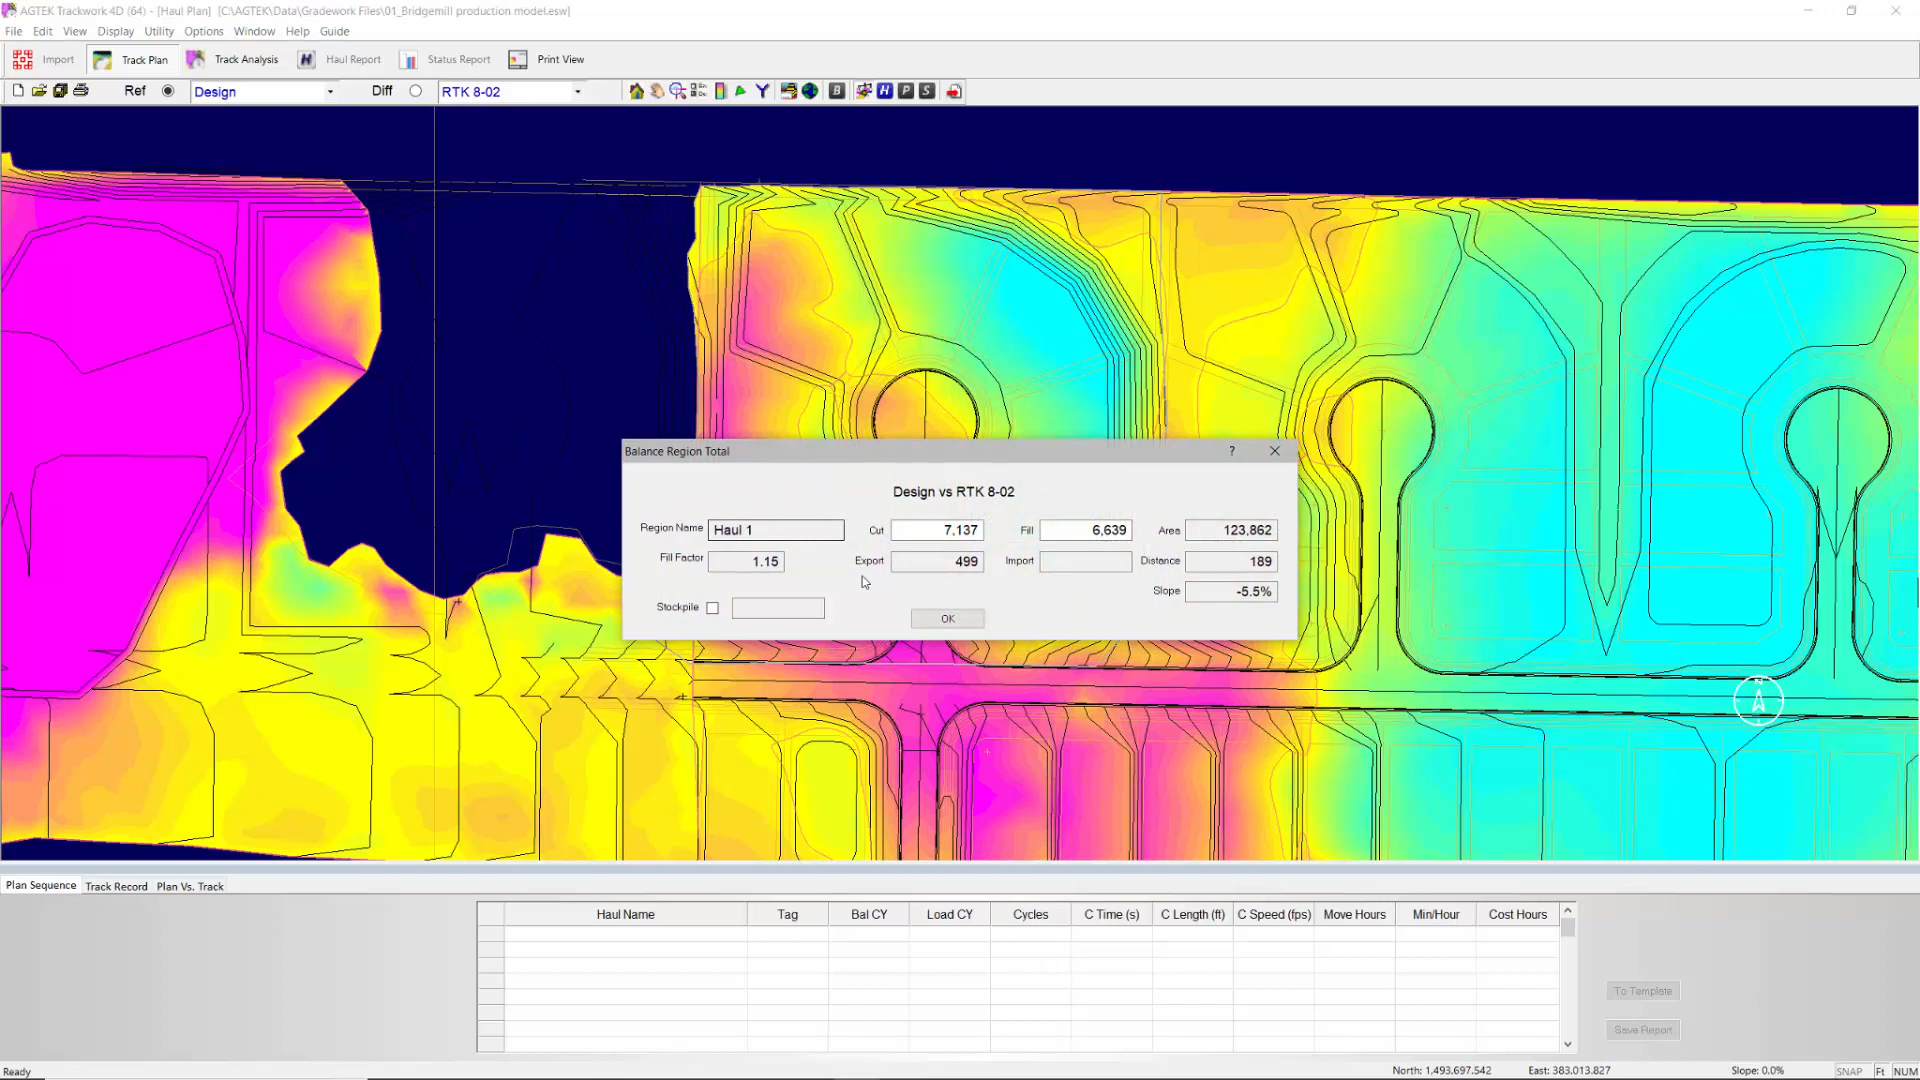 AGTEK Trackwork 4D (64) - [Haul Plan]   [C:\AGTEK\Data\Gradework Files\01_Bridgemill production model.esw]
File Edit View Display Utility Options Window Help Guide
Import Track Plan Track Analysis H Haul Report Status Report Print View
Ref Design Diff RTK 8-02 B H P S
Balance Region Total ?
Design vs RTK 8-02
Region Name Haul 1 Cut 7,137 Fill 6,639 Area 123,862
Fill Factor 1.15 Export 499 Import Distance 189
Slope -5.5%
Stockpile
OK
N
Plan Sequence Track Record Plan Vs. Track
Haul Name Tag Bal CY Load CY Cycles C Time (s) C Length (ft) C Speed (fps) Move Hours Min/Hour Cost Hours
To Template
Save Report
Ready North: 1,493,697.542 East: 383,013.827 Slope: 0.0% SNAP Ft NUM